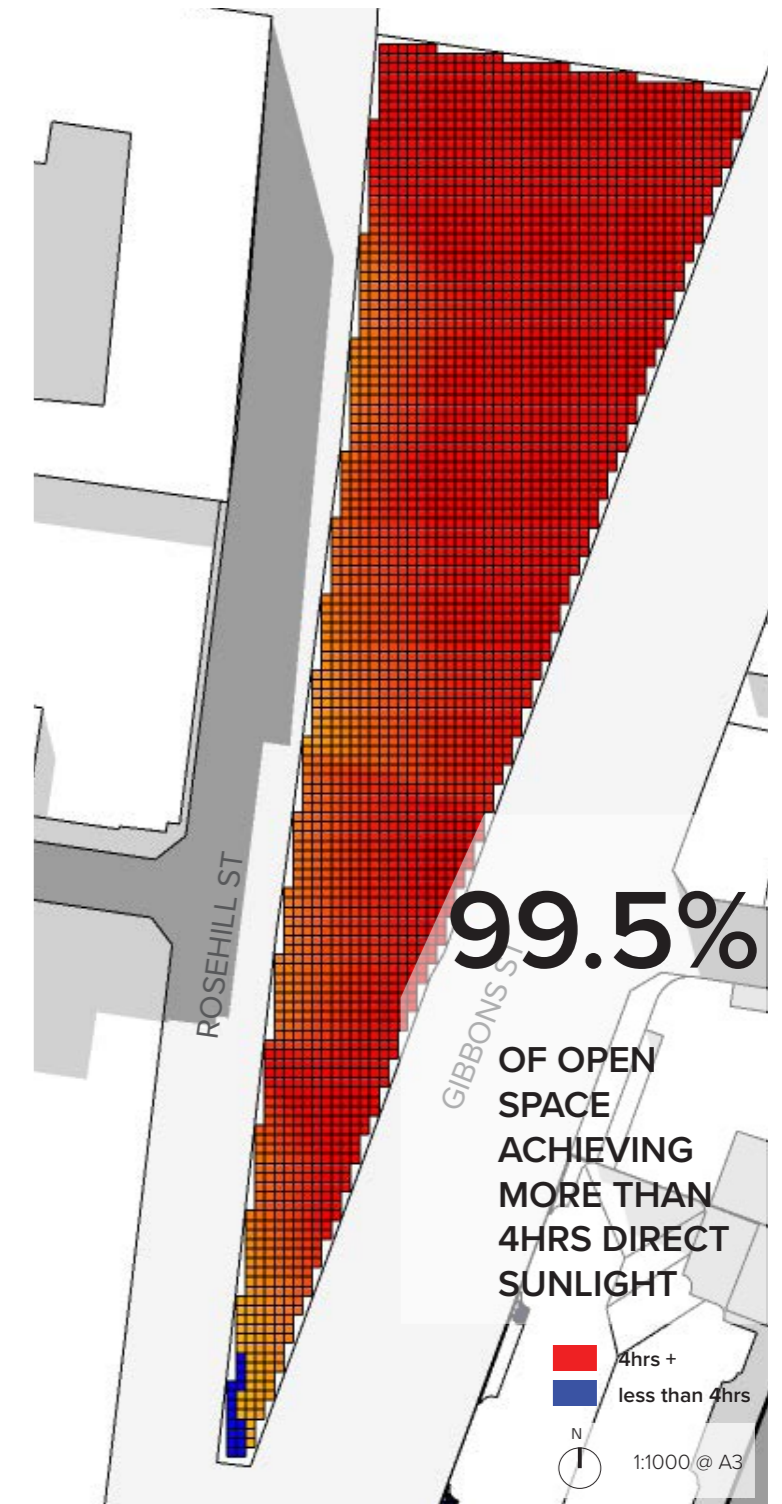 ROSEHILL ST
99.5%
GIBBONS ST
OF OPEN
SPACE
ACHIEVING
MORE THAN
4HRS DIRECT
SUNLIGHT
4hrs +
less than 4hrs
N
1:1000 @ A3